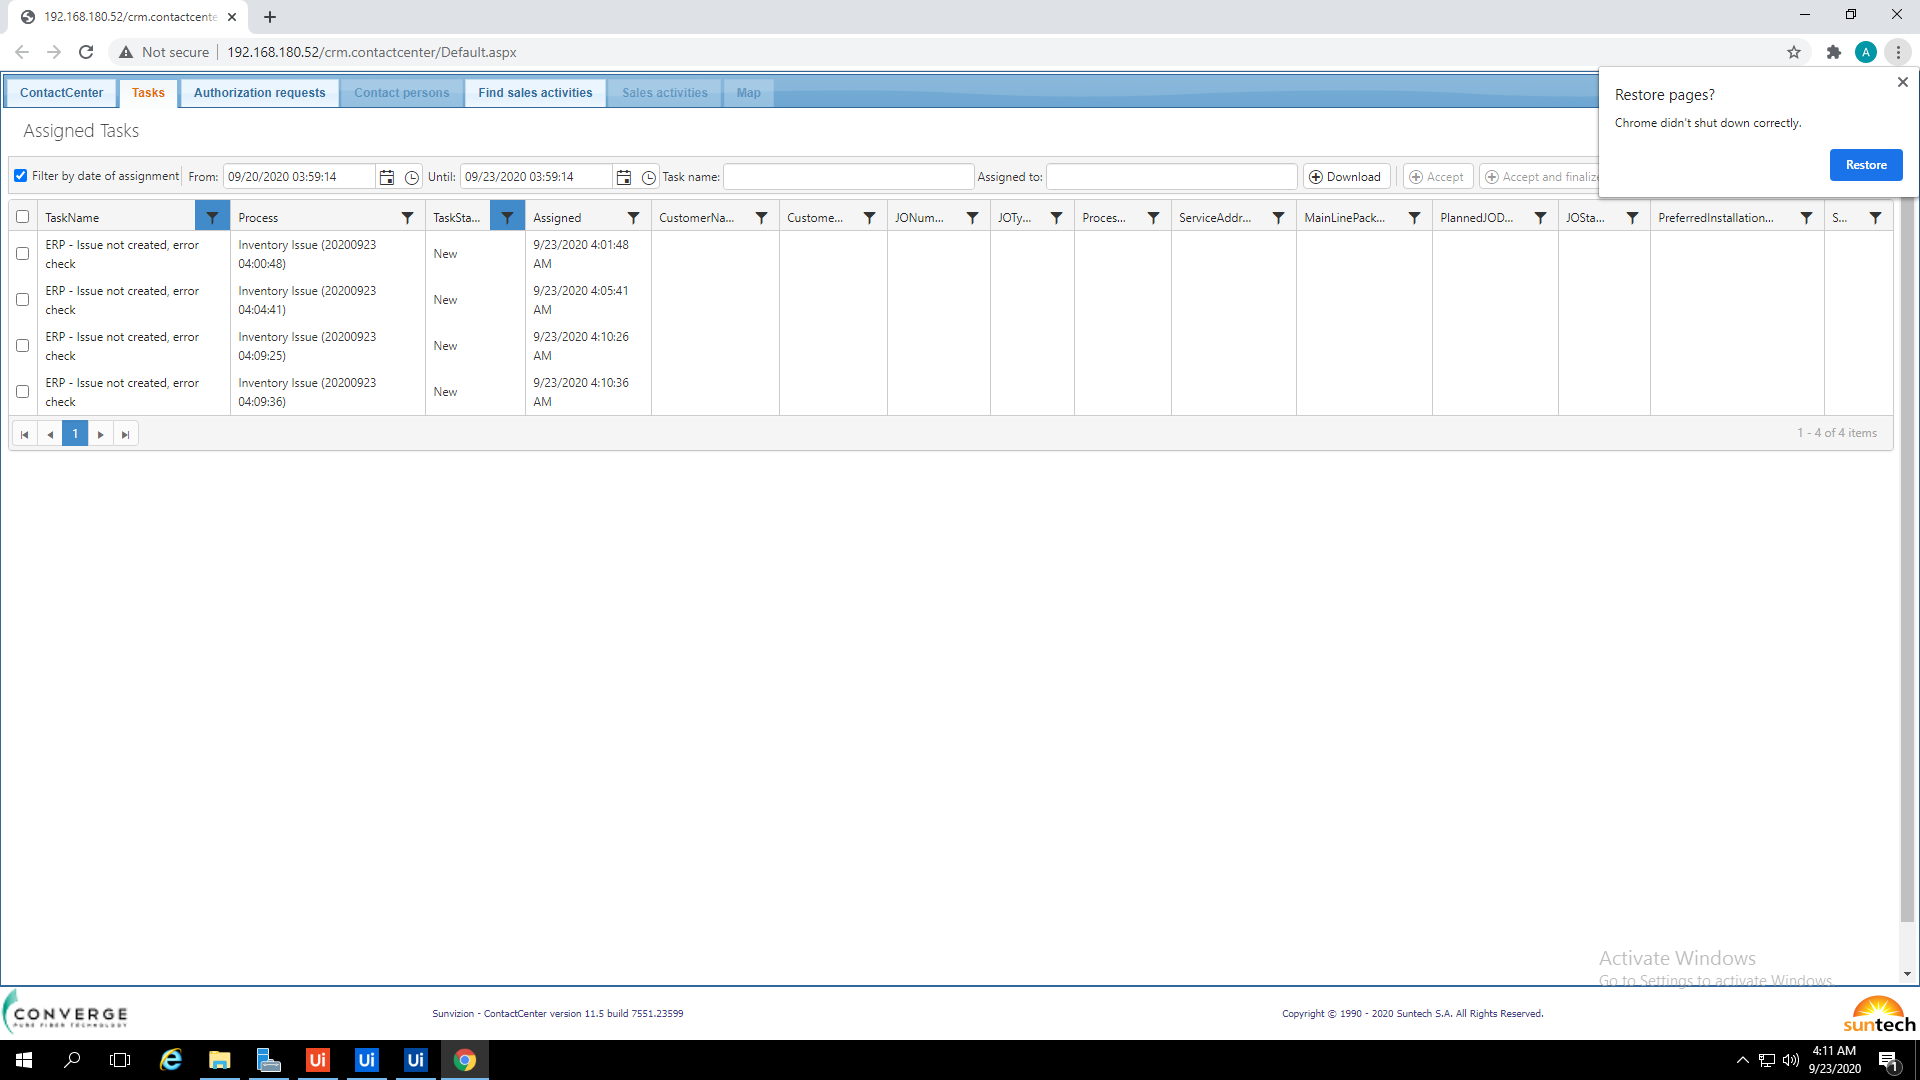 192.168.180.52/crm.contactcente
Not secure
192.168.180.52/crm.contactcenter/Default.aspx
A
ContactCenter
Tasks
Authorization requests
Contact persons
Find sales activities
Sales activities
Map
Restore pages?
Chrome didn't shut down correctly.
Restore
Assigned Tasks
Filter by date of assignment
From: 09/20/2020 03:59:14
Until: 09/23/2020 03:59:14
Task name:
Assigned to:
Download
Accept
Accept and finalize
TaskName
Process
TaskSta...
Assigned
CustomerNa...
Custome...
JONum...
JOTy...
Proces...
ServiceAddr...
MainLinePack...
PlannedJOD...
JOSta...
PreferredInstallation...
S...
ERP - Issue not created, error
check
Inventory Issue (20200923
04:00:48)
New
9/23/2020 4:01:48
AM
ERP - Issue not created, error
check
Inventory Issue (20200923
04:04:41)
New
9/23/2020 4:05:41
AM
ERP - Issue not created, error
check
Inventory Issue (20200923
04:09:25)
New
9/23/2020 4:10:26
AM
ERP - Issue not created, error
check
Inventory Issue (20200923
04:09:36)
New
9/23/2020 4:10:36
AM
1
1 - 4 of 4 items
Activate Windows
Go to Settings to activate Windows.
CONVERGE
PURE FIBER TECHNOLOGY
Sunvizion - ContactCenter version 11.5 build 7551.23599
Copyright © 1990 - 2020 Suntech S.A. All Rights Reserved.
suntech
Ui
Ui
Ui
4:11 AM
9/23/2020
1